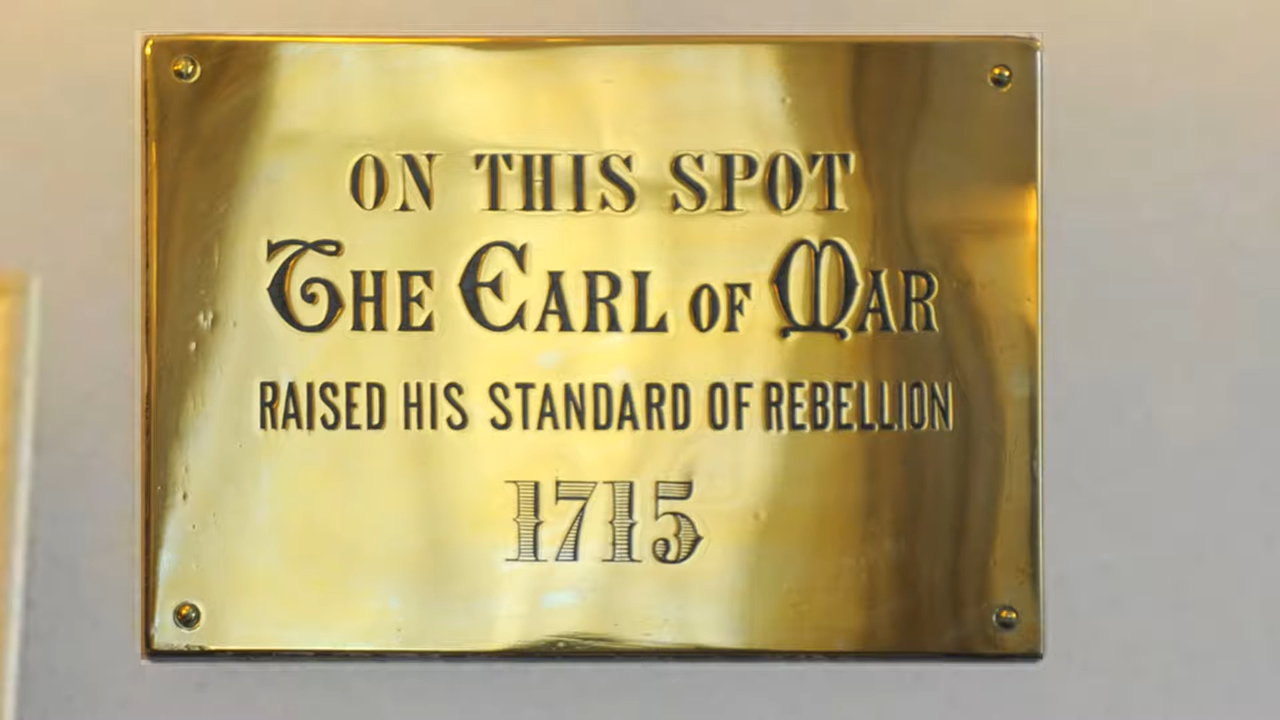 ON THIS SPOT
THE EARL OF MAR
RAISED HIS STANDARD OF REBELLION
1715